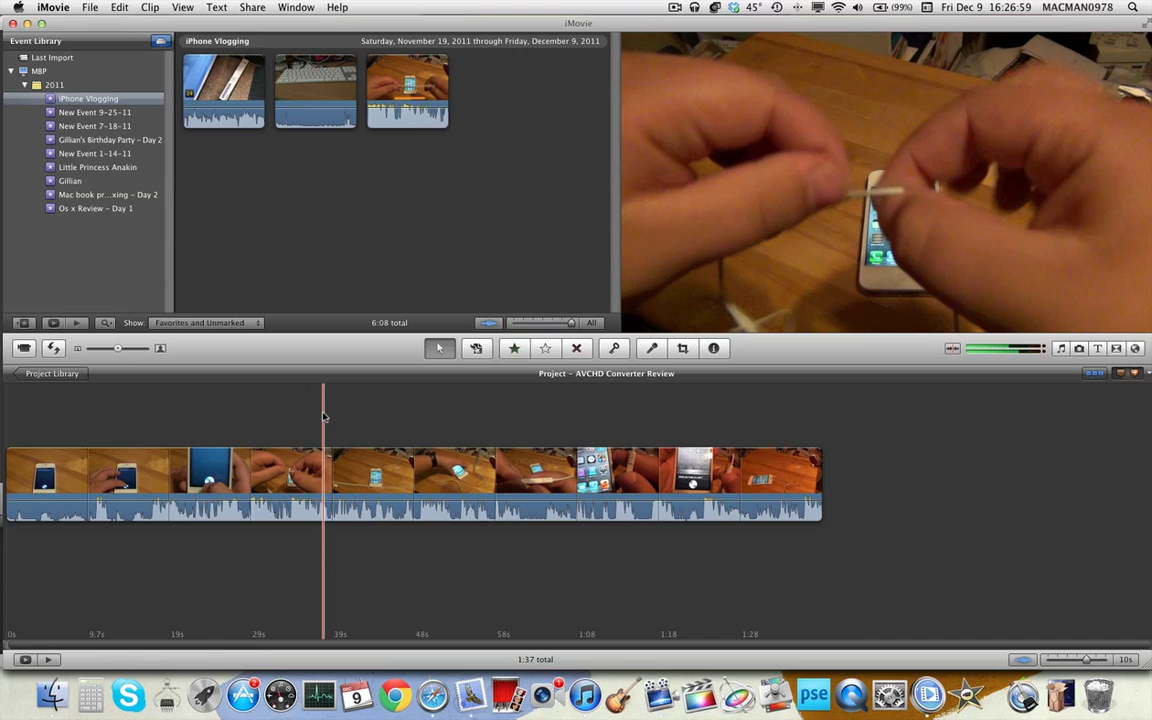 iMovie File Edit Clip View Text Share Window Help 45° (99%) Fri Dec 9 16:26:59 MACMAN0978
iMovie
Event Library
iPhone Vlogging Saturday, November 19, 2011 through Friday, December 9, 2011
Last Import
MBP
2011
iPhone Vlogging
New Event 9-25-11
New Event 7-18-11
Gillian's Birthday Party – Day 2
New Event 1-14-11
Little Princess Anakin
Gillian
Mac book pr...xing – Day 2
Os x Review – Day 1
Show: Favorites and Unmarked 6:08 total All
Project Library Project – AVCHD Converter Review
0s 9.7s 19s 29s 39s 48s 58s 1:08 1:18 1:28
1:37 total 10s
2 DEC 9 1 pse